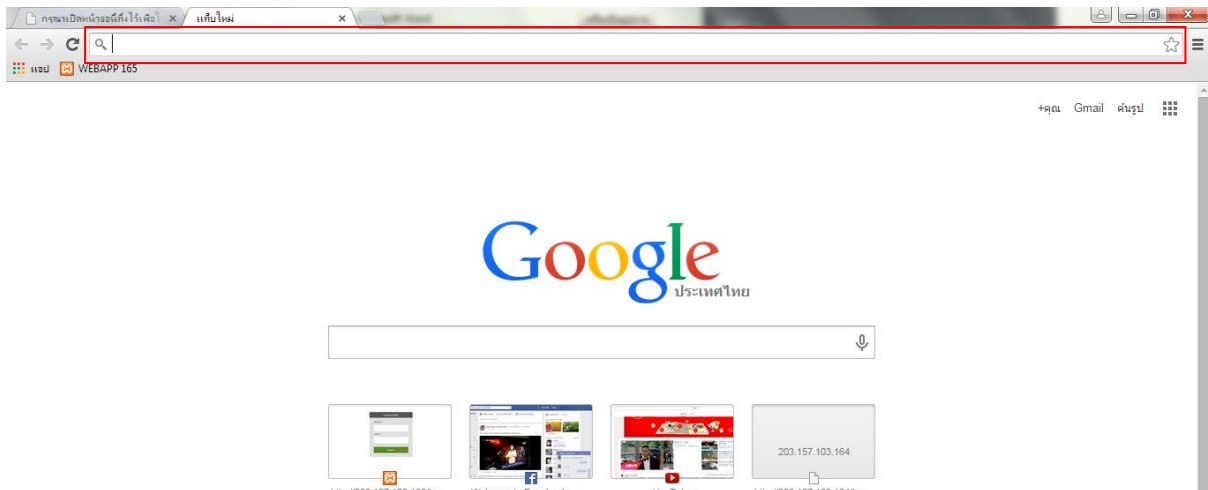 กรุณาเปิดหน้าจอนี้ทิ้งไว้เพื่อใ
แท็บใหม่
แอป
WEBAPP 165
+คุณ Gmail ค้นรูป
Google
ประเทศไทย
203.157.103.164